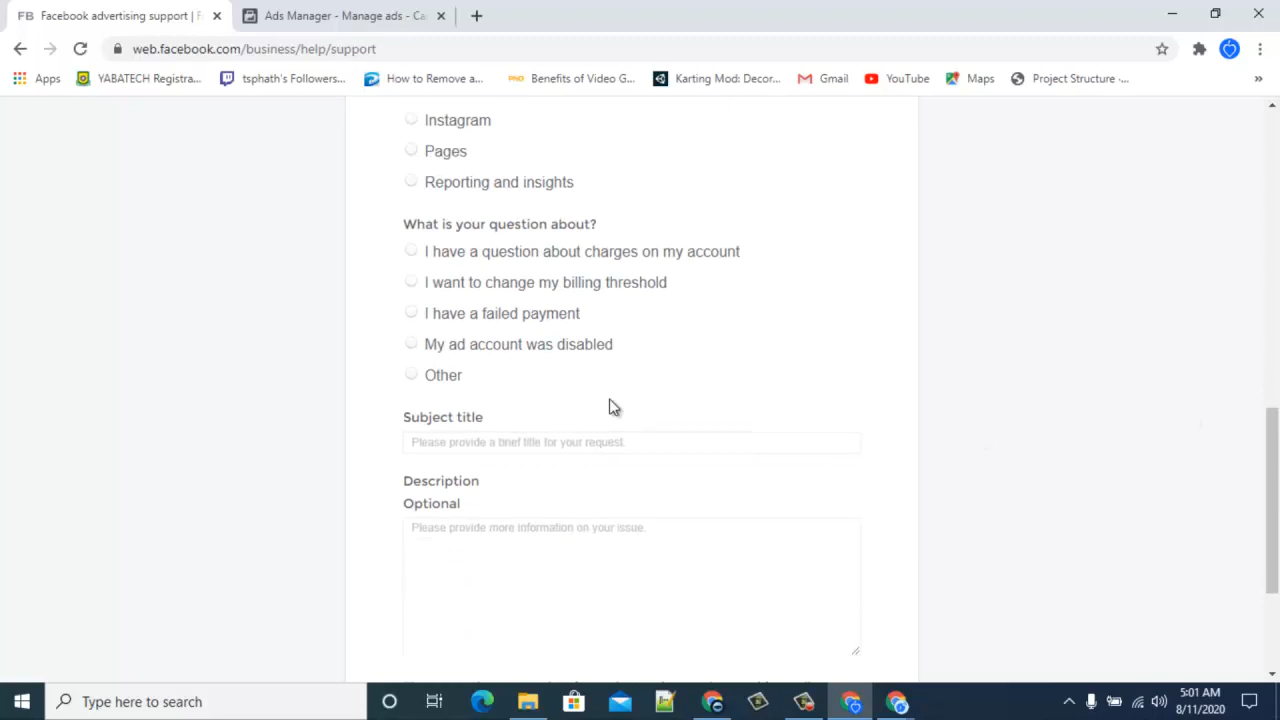 FB Facebook advertising support | F
Ads Manager - Manage ads - Ca
web.facebook.com/business/help/support
Apps
YABATECH Registra...
tsphath's Followers...
How to Remove a...
PND Benefits of Video G...
Karting Mod: Decor...
Gmail
YouTube
Maps
Project Structure -...
»
Instagram
Pages
Reporting and insights
What is your question about?
I have a question about charges on my account
I want to change my billing threshold
I have a failed payment
My ad account was disabled
Other
Subject title
Please provide a brief title for your request.
Description
Optional
Please provide more information on your issue.
Type here to search
5:01 AM
8/11/2020